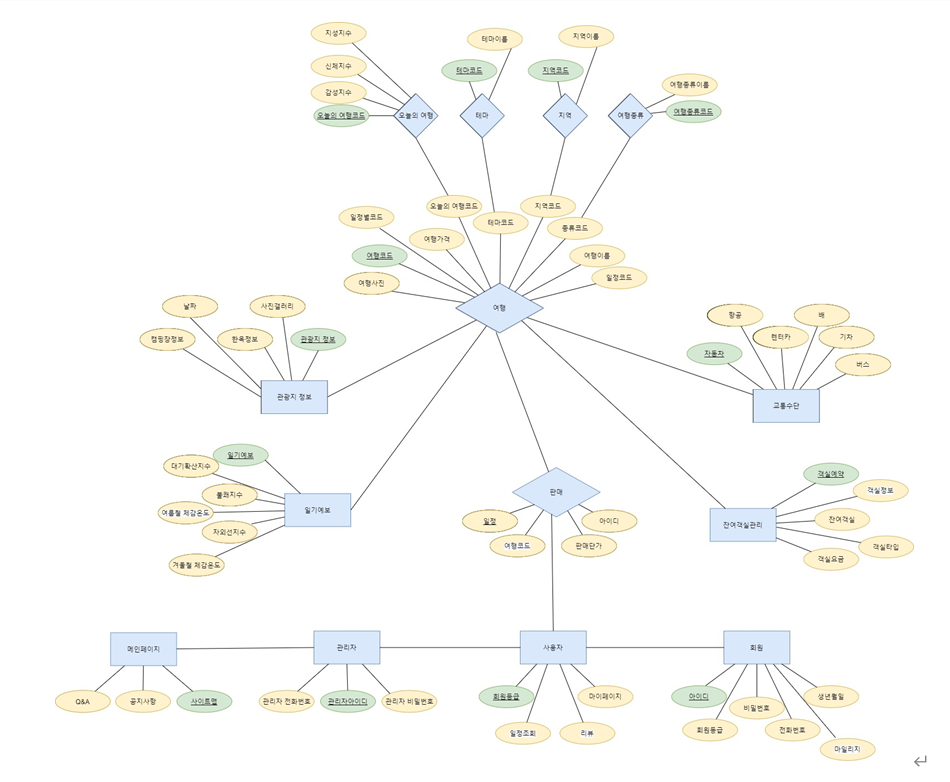 지성지수
테마이름
지역이름
신체지수
테마코드
지역코드
여행종류이름
감성지수
오늘의 여행코드
오늘의 여행
테마
지역
여행종류
여행종류코드
오늘의 여행코드
지역코드
일정별코드
테마코드
종류코드
여행가격
여행코드
여행이름
여행사진
일정코드
여행
날짜
사진갤러리
항공
배
캠핑장정보
한옥정보
관광지 정보
렌터카
기차
자동차
버스
관광지 정보
교통수단
일기예보
대기확산지수
불쾌지수
여름철 체감온도
일기예보
자외선지수
겨울철 체감온도
판매
일정
아이디
여행코드
판매단가
객실예약
객실정보
잔여객실
잔여객실관리
객실타입
객실요금
메인페이지
관리자
사용자
회원
Q&A
공지사항
사이트맵
관리자 전화번호
관리자아이디
관리자 비밀번호
회원등급
마이페이지
일정조회
리뷰
아이디
생년월일
비밀번호
회원등급
전화번호
마일리지